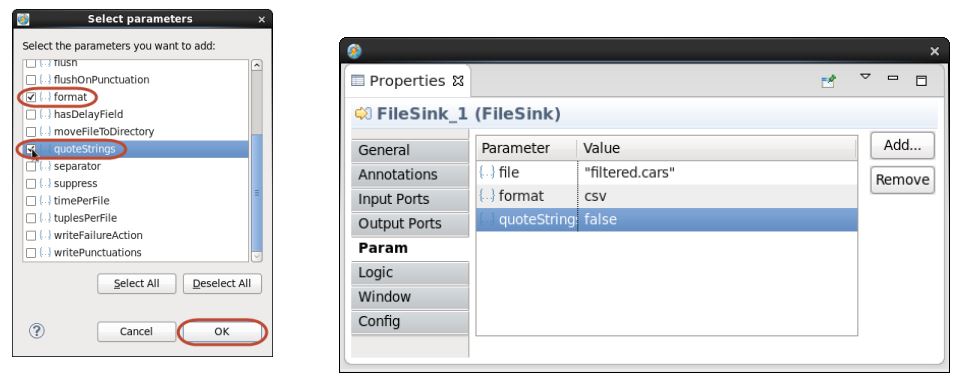 Select parameters
Select the parameters you want to add:
flush
{..} flushOnPunctuation
{..} format
{..} hasDelayField
{..} moveFileToDirectory
{..} quoteStrings
{..} separator
{..} suppress
{..} timePerFile
{..} tuplesPerFile
{..} writeFailureAction
{..} writePunctuations
Select All Deselect All
? Cancel OK
Properties
FileSink_1 (FileSink)
General
Annotations
Input Ports
Output Ports
Param
Logic
Window
Config
Parameter Value
{..} file "filtered.cars"
{..} format csv
{..} quoteStrings false
Add...
Remove